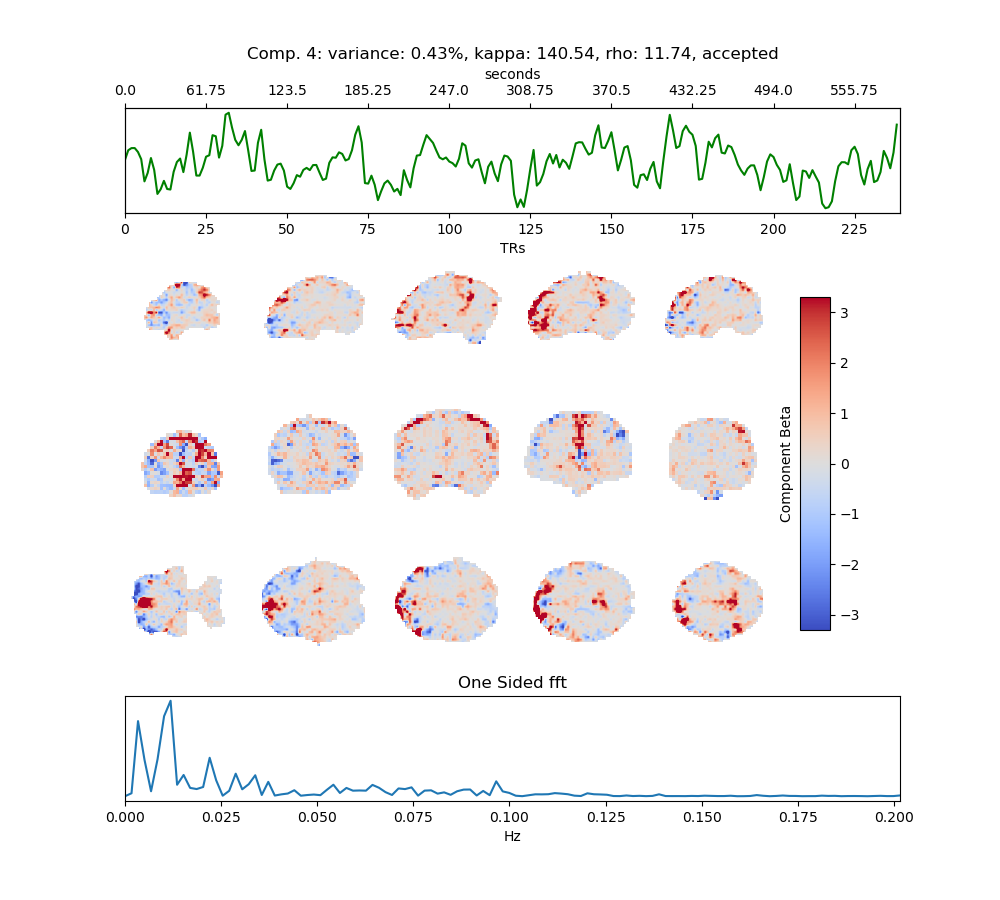 Comp. 4: variance: 0.43%, kappa: 140.54, rho: 11.74, accepted
seconds
0.0 61.75 123.5 185.25 247.0 308.75 370.5 432.25 494.0 555.75
0 25 50 75 100 125 150 175 200 225
TRs
3
2
1
0
−1
−2
−3
Component Beta
One Sided fft
0.000 0.025 0.050 0.075 0.100 0.125 0.150 0.175 0.200
Hz